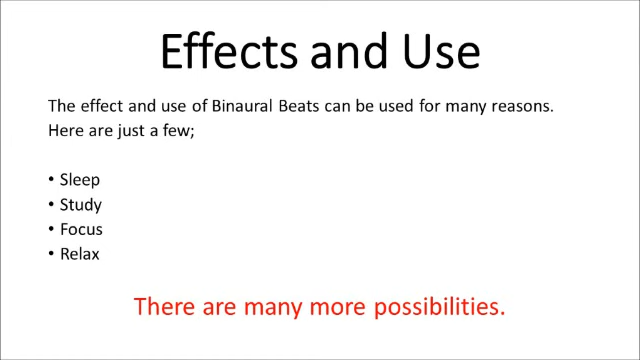 Effects and Use
The effect and use of Binaural Beats can be used for many reasons.
Here are just a few;
• Sleep
• Study
• Focus
• Relax
There are many more possibilities.